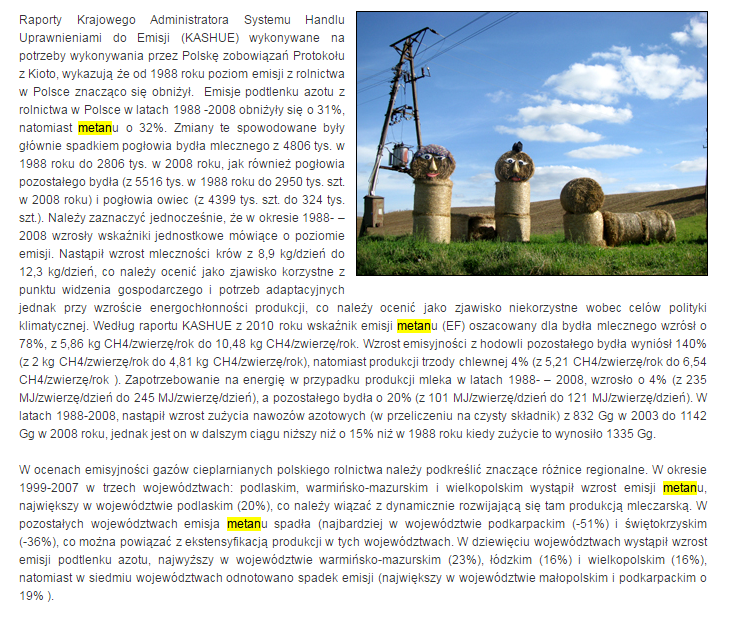 Raporty Krajowego Administratora Systemu Handlu
Uprawnieniami do Emisji (KASHUE) wykonywane na
potrzeby wykonywania przez Polskę zobowiązań Protokołu
z Kioto, wykazują że od 1988 roku poziom emisji z rolnictwa
w Polsce znacząco się obniżył. Emisje podtlenku azotu z
rolnictwa w Polsce w latach 1988 -2008 obniżyły się o 31%,
natomiast metanu o 32%. Zmiany te spowodowane były
głównie spadkiem pogłowia bydła mlecznego z 4806 tys. w
1988 roku do 2806 tys. w 2008 roku, jak również pogłowia
pozostałego bydła (z 5516 tys. w 1988 roku do 2950 tys. szt.
w 2008 roku) i pogłowia owiec (z 4399 tys. szt. do 324 tys.
szt.). Należy zaznaczyć jednocześnie, że w okresie 1988- –
2008 wzrosły wskaźniki jednostkowe mówiące o poziomie
emisji. Nastąpił wzrost mleczności krów z 8,9 kg/dzień do
12,3 kg/dzień, co należy ocenić jako zjawisko korzystne z
punktu widzenia gospodarczego i potrzeb adaptacyjnych
jednak przy wzroście energochłonności produkcji, co należy ocenić jako zjawisko niekorzystne wobec celów polityki
klimatycznej. Według raportu KASHUE z 2010 roku wskaźnik emisji metanu (EF) oszacowany dla bydła mlecznego wzrósł o
78%, z 5,86 kg CH4/zwierzę/rok do 10,48 kg CH4/zwierzę/rok. Wzrost emisyjności z hodowli pozostałego bydła wyniósł 140%
(z 2 kg CH4/zwierzę/rok do 4,81 kg CH4/zwierzę/rok), natomiast produkcji trzody chlewnej 4% (z 5,21 CH4/zwierzę/rok do 6,54
CH4/zwierzę/rok ). Zapotrzebowanie na energię w przypadku produkcji mleka w latach 1988- – 2008, wzrosło o 4% (z 235
MJ/zwierzę/dzień do 245 MJ/zwierzę/dzień), a pozostałego bydła o 20% (z 101 MJ/zwierzę/dzień do 121 MJ/zwierzę/dzień). W
latach 1988-2008, nastąpił wzrost zużycia nawozów azotowych (w przeliczeniu na czysty składnik) z 832 Gg w 2003 do 1142
Gg w 2008 roku, jednak jest on w dalszym ciągu niższy niż o 15% niż w 1988 roku kiedy zużycie to wynosiło 1335 Gg.
W ocenach emisyjności gazów cieplarnianych polskiego rolnictwa należy podkreślić znaczące różnice regionalne. W okresie
1999-2007 w trzech województwach: podlaskim, warmińsko-mazurskim i wielkopolskim wystąpił wzrost emisji metanu,
największy w województwie podlaskim (20%), co należy wiązać z dynamicznie rozwijającą się tam produkcją mleczarską. W
pozostałych województwach emisja metanu spadła (najbardziej w województwie podkarpackim (-51%) i świętokrzyskim
(-36%), co można powiązać z ekstensyfikacją produkcji w tych województwach. W dziewięciu województwach wystąpił wzrost
emisji podtlenku azotu, najwyższy w województwie warmińsko-mazurskim (23%), łódzkim (16%) i wielkopolskim (16%),
natomiast w siedmiu województwach odnotowano spadek emisji (największy w województwie małopolskim i podkarpackim o
19% ).